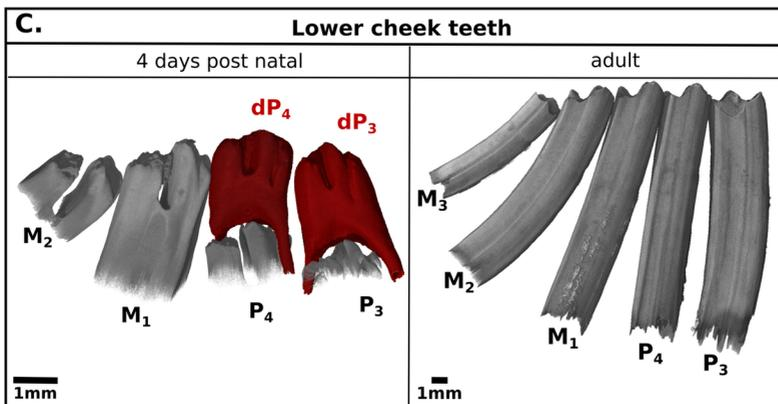 C.
Lower cheek teeth
4 days post natal
adult
dP4
dP3
M2
M1
P4
P3
1mm
M3
M2
M1
P4
P3
1mm